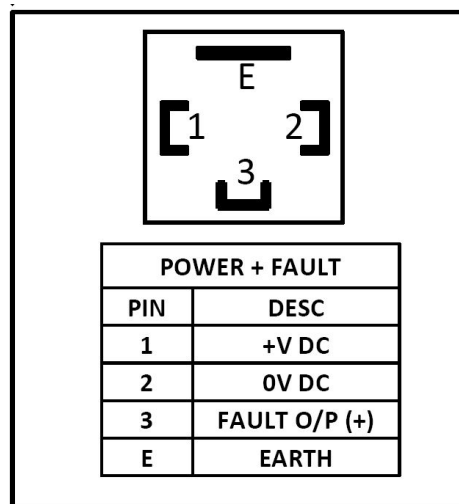 E
1 2
3
POWER + FAULT
PIN DESC
1 +V DC
2 0V DC
3 FAULT O/P (+)
E EARTH